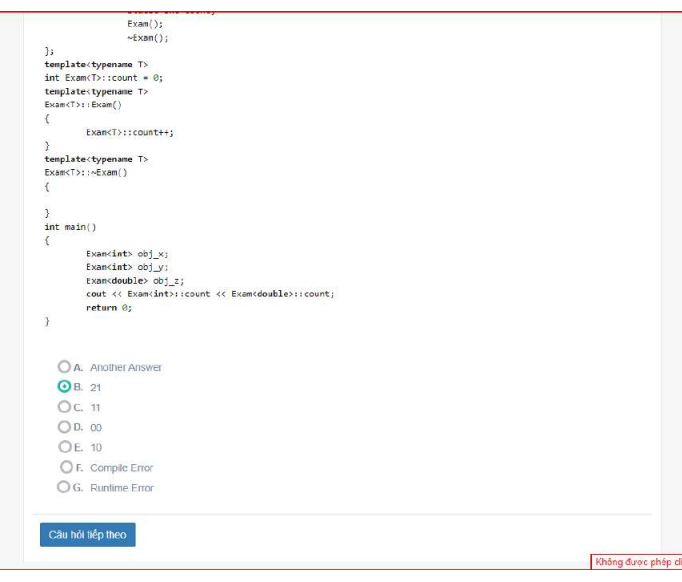 Exam();
~Exam();
};
template<typename T>
int Exam<T>::count = 0;
template<typename T>
Exam<T>::Exam()
{
Exam<T>::count++;
}
template<typename T>
Exam<T>::~Exam()
{
}
int main()
{
Exam<int> obj_x;
Exam<int> obj_y;
Exam<double> obj_z;
cout << Exam<int>::count << Exam<double>::count;
return 0;
}
A. Another Answer
B. 21
C. 11
D. 00
E. 10
F. Compile Error
G. Runtime Error
Câu hỏi tiếp theo
Không được phép di